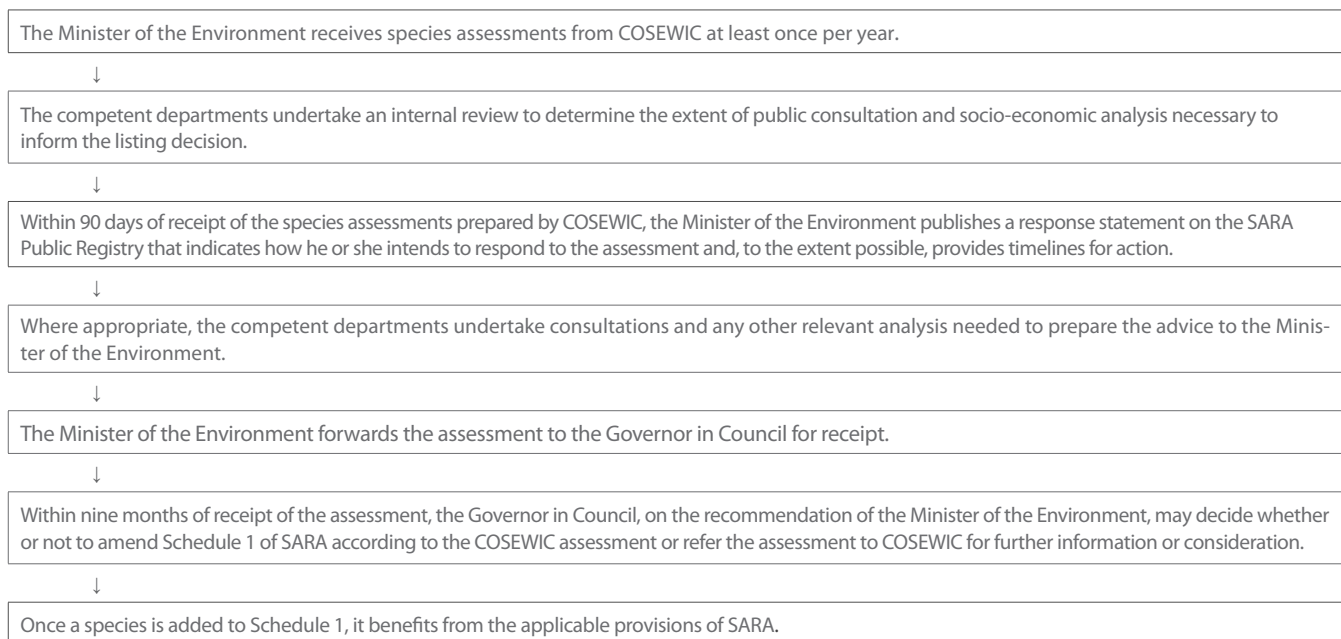 The Minister of the Environment receives species assessments from COSEWIC at least once per year.
↓
The competent departments undertake an internal review to determine the extent of public consultation and socio-economic analysis necessary to
inform the listing decision.
↓
Within 90 days of receipt of the species assessments prepared by COSEWIC, the Minister of the Environment publishes a response statement on the SARA
Public Registry that indicates how he or she intends to respond to the assessment and, to the extent possible, provides timelines for action.
↓
Where appropriate, the competent departments undertake consultations and any other relevant analysis needed to prepare the advice to the Minis-
ter of the Environment.
↓
The Minister of the Environment forwards the assessment to the Governor in Council for receipt.
↓
Within nine months of receipt of the assessment, the Governor in Council, on the recommendation of the Minister of the Environment, may decide whether
or not to amend Schedule 1 of SARA according to the COSEWIC assessment or refer the assessment to COSEWIC for further information or consideration.
↓
Once a species is added to Schedule 1, it benefits from the applicable provisions of SARA.